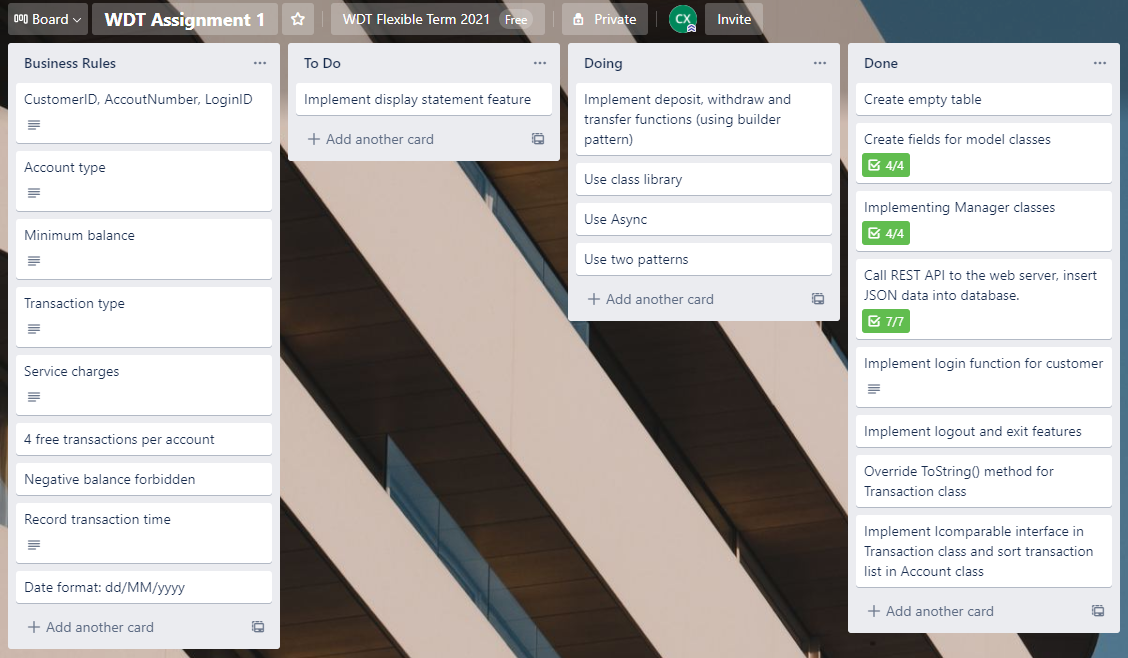 Board
WDT Assignment 1
WDT Flexible Term 2021 Free
Private
CX
Invite
Business Rules
CustomerID, AccoutNumber, LoginID
Account type
Minimum balance
Transaction type
Service charges
4 free transactions per account
Negative balance forbidden
Record transaction time
Date format: dd/MM/yyyy
+ Add another card
To Do
Implement display statement feature
+ Add another card
Doing
Implement deposit, withdraw and
transfer functions (using builder
pattern)
Use class library
Use Async
Use two patterns
+ Add another card
Done
Create empty table
Create fields for model classes
4/4
Implementing Manager classes
4/4
Call REST API to the web server, insert
JSON data into database.
7/7
Implement login function for customer
Implement logout and exit features
Override ToString() method for
Transaction class
Implement Icomparable interface in
Transaction class and sort transaction
list in Account class
+ Add another card